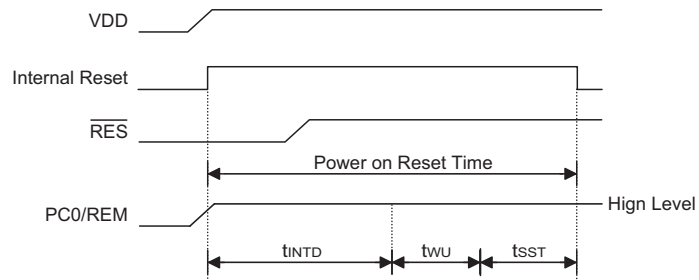 VDD
Internal Reset
RES
Power on Reset Time
PC0/REM
Hign Level
tINTD
tWU
tSST